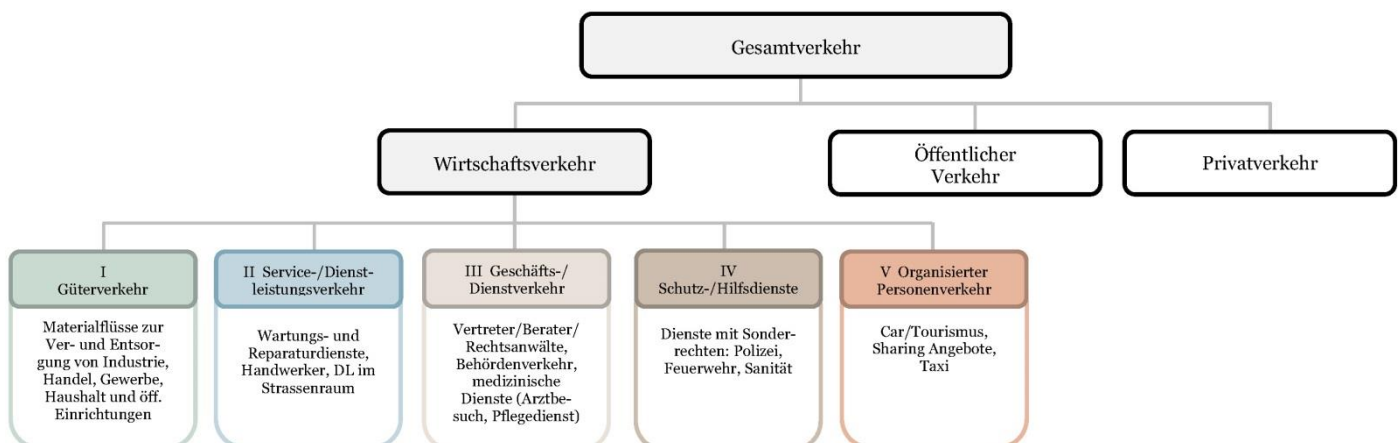 Gesamtverkehr
Wirtschaftsverkehr
Öffentlicher
Verkehr
Privatverkehr
I
Güterverkehr
Materialflüsse zur
Ver- und Entsor-
gung von Industrie,
Handel, Gewerbe,
Haushalt und öff.
Einrichtungen
II Service-/Dienst-
leistungsverkehr
Wartungs- und
Reparaturdienste,
Handwerker, DL im
Strassenraum
III Geschäfts-/
Dienstverkehr
Vertreter/Berater/
Rechtsanwälte,
Behördenverkehr,
medizinische
Dienste (Arztbe-
such, Pflegedienst)
IV
Schutz-/Hilfsdienste
Dienste mit Sonder-
rechten: Polizei,
Feuerwehr, Sanität
V Organisierter
Personenverkehr
Car/Tourismus,
Sharing Angebote,
Taxi